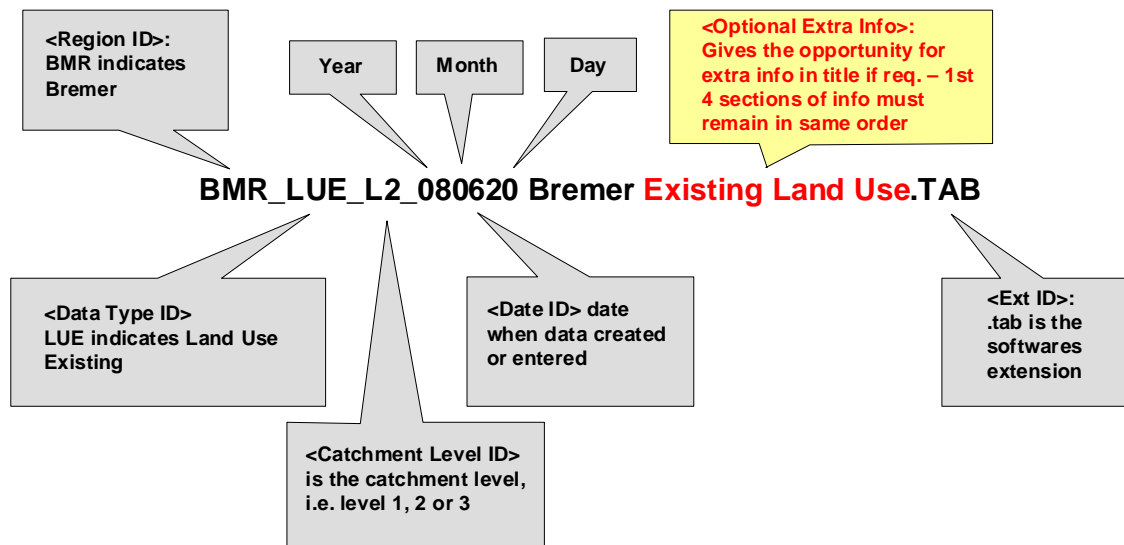 <Region ID>:
BMR indicates
Bremer
Year
Month
Day
<Optional Extra Info>:
Gives the opportunity for
extra info in title if req. – 1st
4 sections of info must
remain in same order
BMR_LUE_L2_080620 Bremer Existing Land Use.TAB
<Data Type ID>
LUE indicates Land Use
Existing
<Catchment Level ID>
is the catchment level,
i.e. level 1, 2 or 3
<Date ID> date
when data created
or entered
<Ext ID>:
.tab is the
softwares
extension